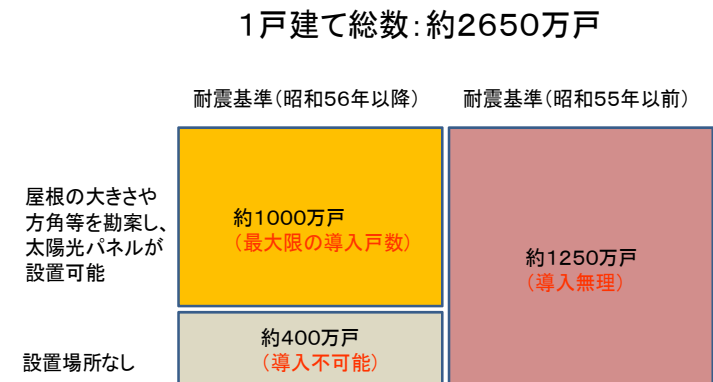 1戸建て総数:約2650万戸
耐震基準(昭和56年以降)
耐震基準(昭和55年以前)
屋根の大きさや
方角等を勘案し、
太陽光パネルが
設置可能
約1000万戸
(最大限の導入戸数)
約1250万戸
(導入無理)
設置場所なし
約400万戸
(導入不可能)